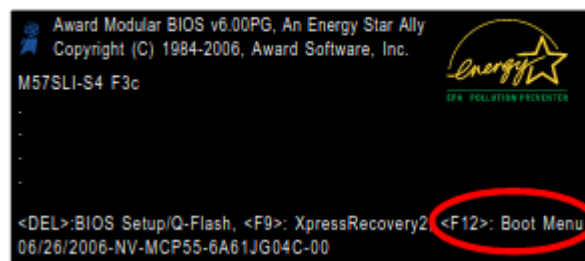 Award Modular BIOS v6.00PG, An Energy Star Ally
Copyright (C) 1984-2006, Award Software, Inc.
energy
EPA POLLUTION PREVENTER
M57SLI-S4 F3c
.
.
.
.
<DEL>:BIOS Setup/Q-Flash, <F9>: XpressRecovery2, <F12>: Boot Menu
06/26/2006-NV-MCP55-6A61JG04C-00